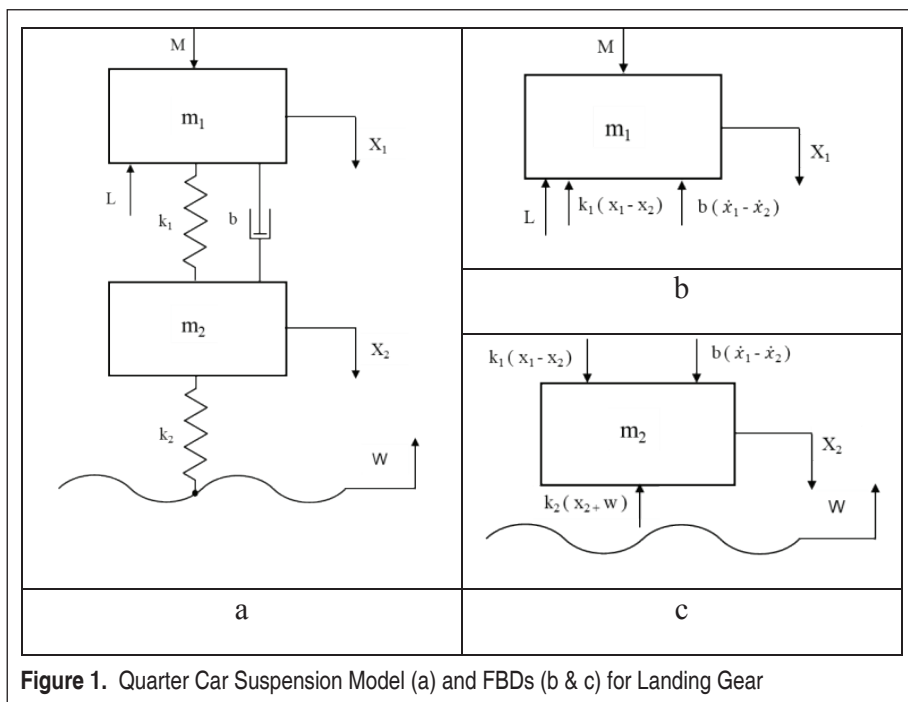 M
m₁
X₁
L
k₁
b
m₂
X₂
k₂
W
a
M
m₁
X₁
L
k₁(x₁-x₂)
b(ẋ₁-ẋ₂)
b
k₁(x₁-x₂)
b(ẋ₁-ẋ₂)
m₂
X₂
k₂(x₂₊w)
W
c
Figure 1. Quarter Car Suspension Model (a) and FBDs (b & c) for Landing Gear